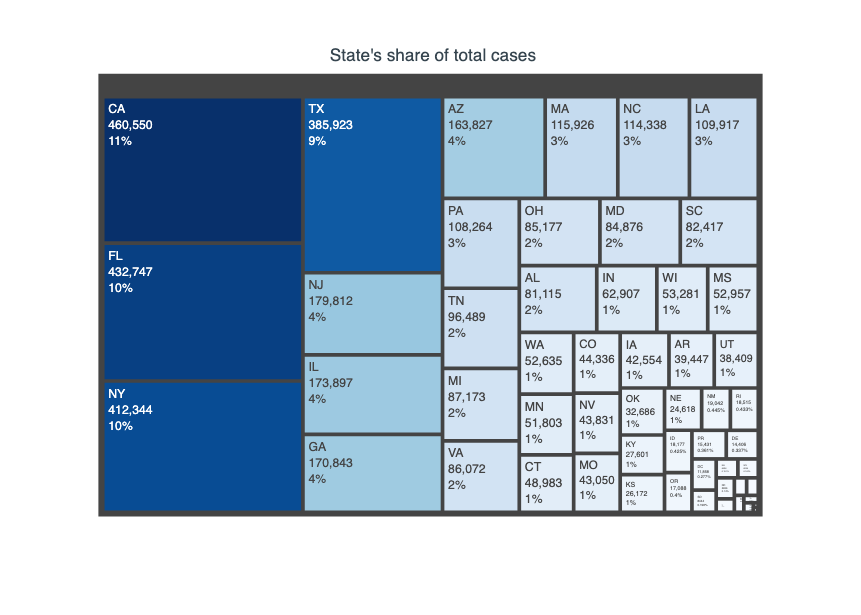 State's share of total cases
CA
460,550
11%
FL
432,747
10%
NY
412,344
10%
TX
385,923
9%
NJ
179,812
4%
IL
173,897
4%
GA
170,843
4%
AZ
163,827
4%
MA
115,926
3%
NC
114,338
3%
LA
109,917
3%
PA
108,264
3%
TN
96,489
2%
MI
87,173
2%
VA
86,072
2%
OH
85,177
2%
MD
84,876
2%
SC
82,417
2%
AL
81,115
2%
IN
62,907
1%
WI
53,281
1%
MS
52,957
1%
WA
52,635
1%
MN
51,803
1%
CT
48,983
1%
CO
44,336
1%
NV
43,831
1%
MO
43,050
1%
IA
42,554
1%
AR
39,447
1%
UT
38,409
1%
OK
32,686
1%
KY
27,601
1%
KS
26,172
1%
NE
24,618
1%
NM
19,042
0.445%
RI
18,515
0.433%
ID
18,177
0.425%
OR
17,088
0.4%
PR
15,431
0.361%
DE
14,406
0.337%
DC
0.277%